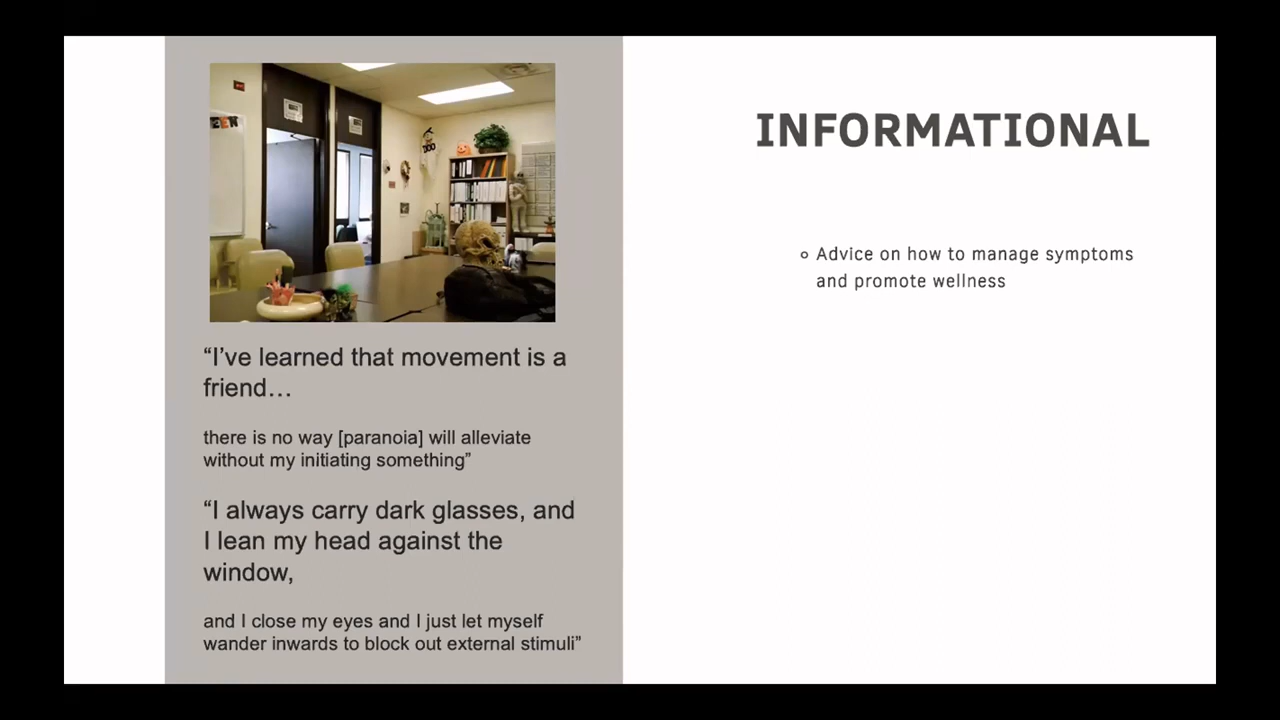 INFORMATIONAL
Advice on how to manage symptoms
and promote wellness
BOO
“I’ve learned that movement is a
friend…
there is no way [paranoia] will alleviate
without my initiating something”
“I always carry dark glasses, and
I lean my head against the
window,
and I close my eyes and I just let myself
wander inwards to block out external stimuli”